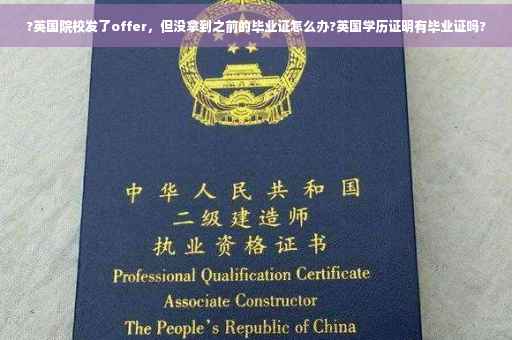 ?英国院校发了offer，但没拿到之前的毕业证怎么办?英国学历证明有毕业证吗?
中华人民共和国
二级建造师
执业资格证书
Professional Qualification Certificate
Associate Constructor
The People's Republic of China